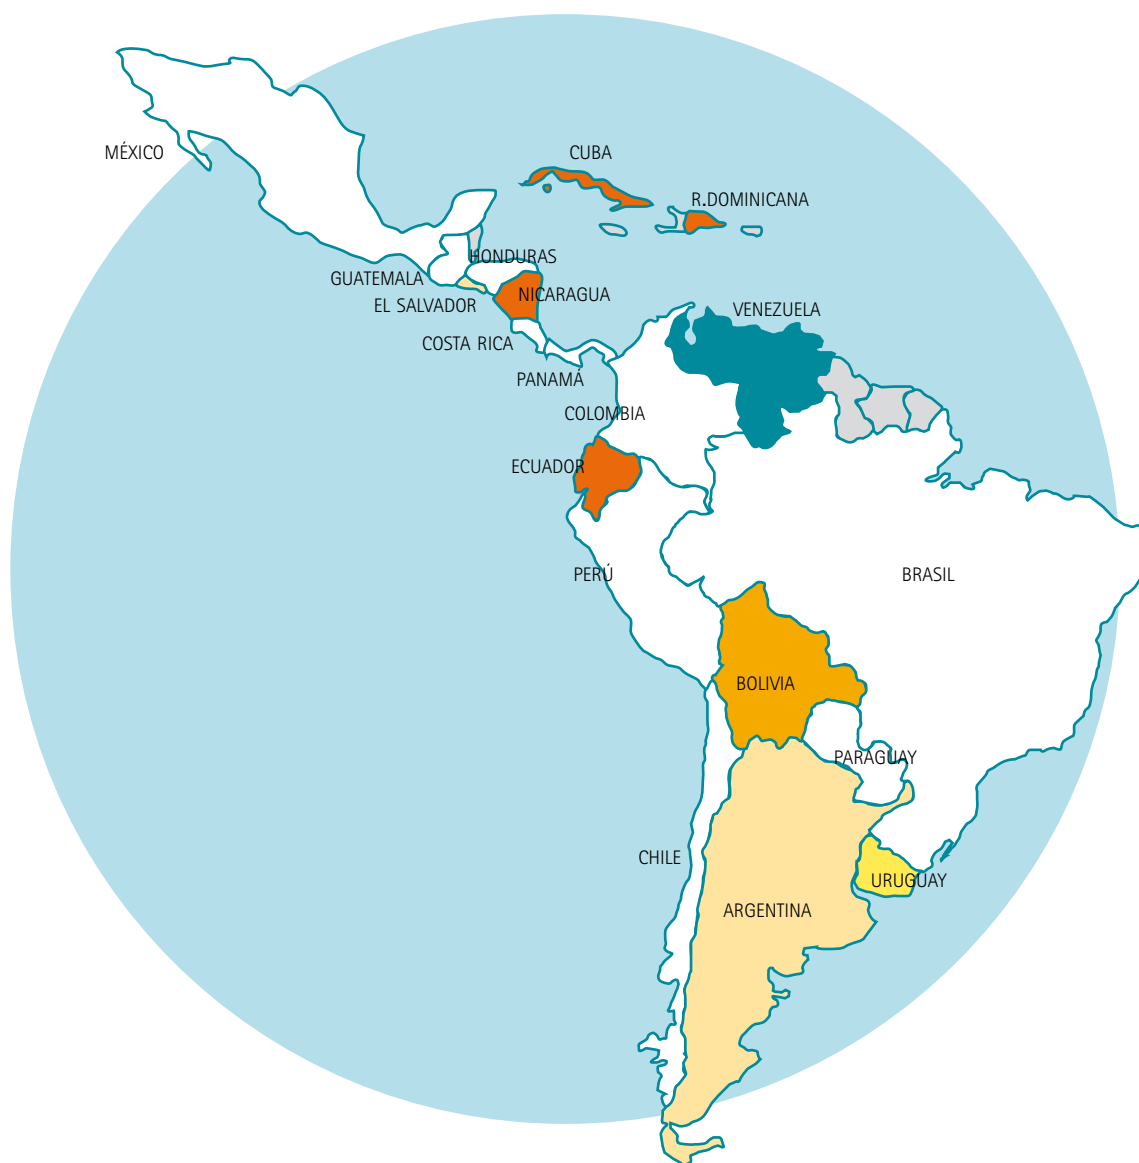 MÉXICO
CUBA
R.DOMINICANA
HONDURAS
GUATEMALA
NICARAGUA
EL SALVADOR
VENEZUELA
COSTA RICA
PANAMÁ
COLOMBIA
ECUADOR
PERÚ
BRASIL
BOLIVIA
PARAGUAY
CHILE
URUGUAY
ARGENTINA